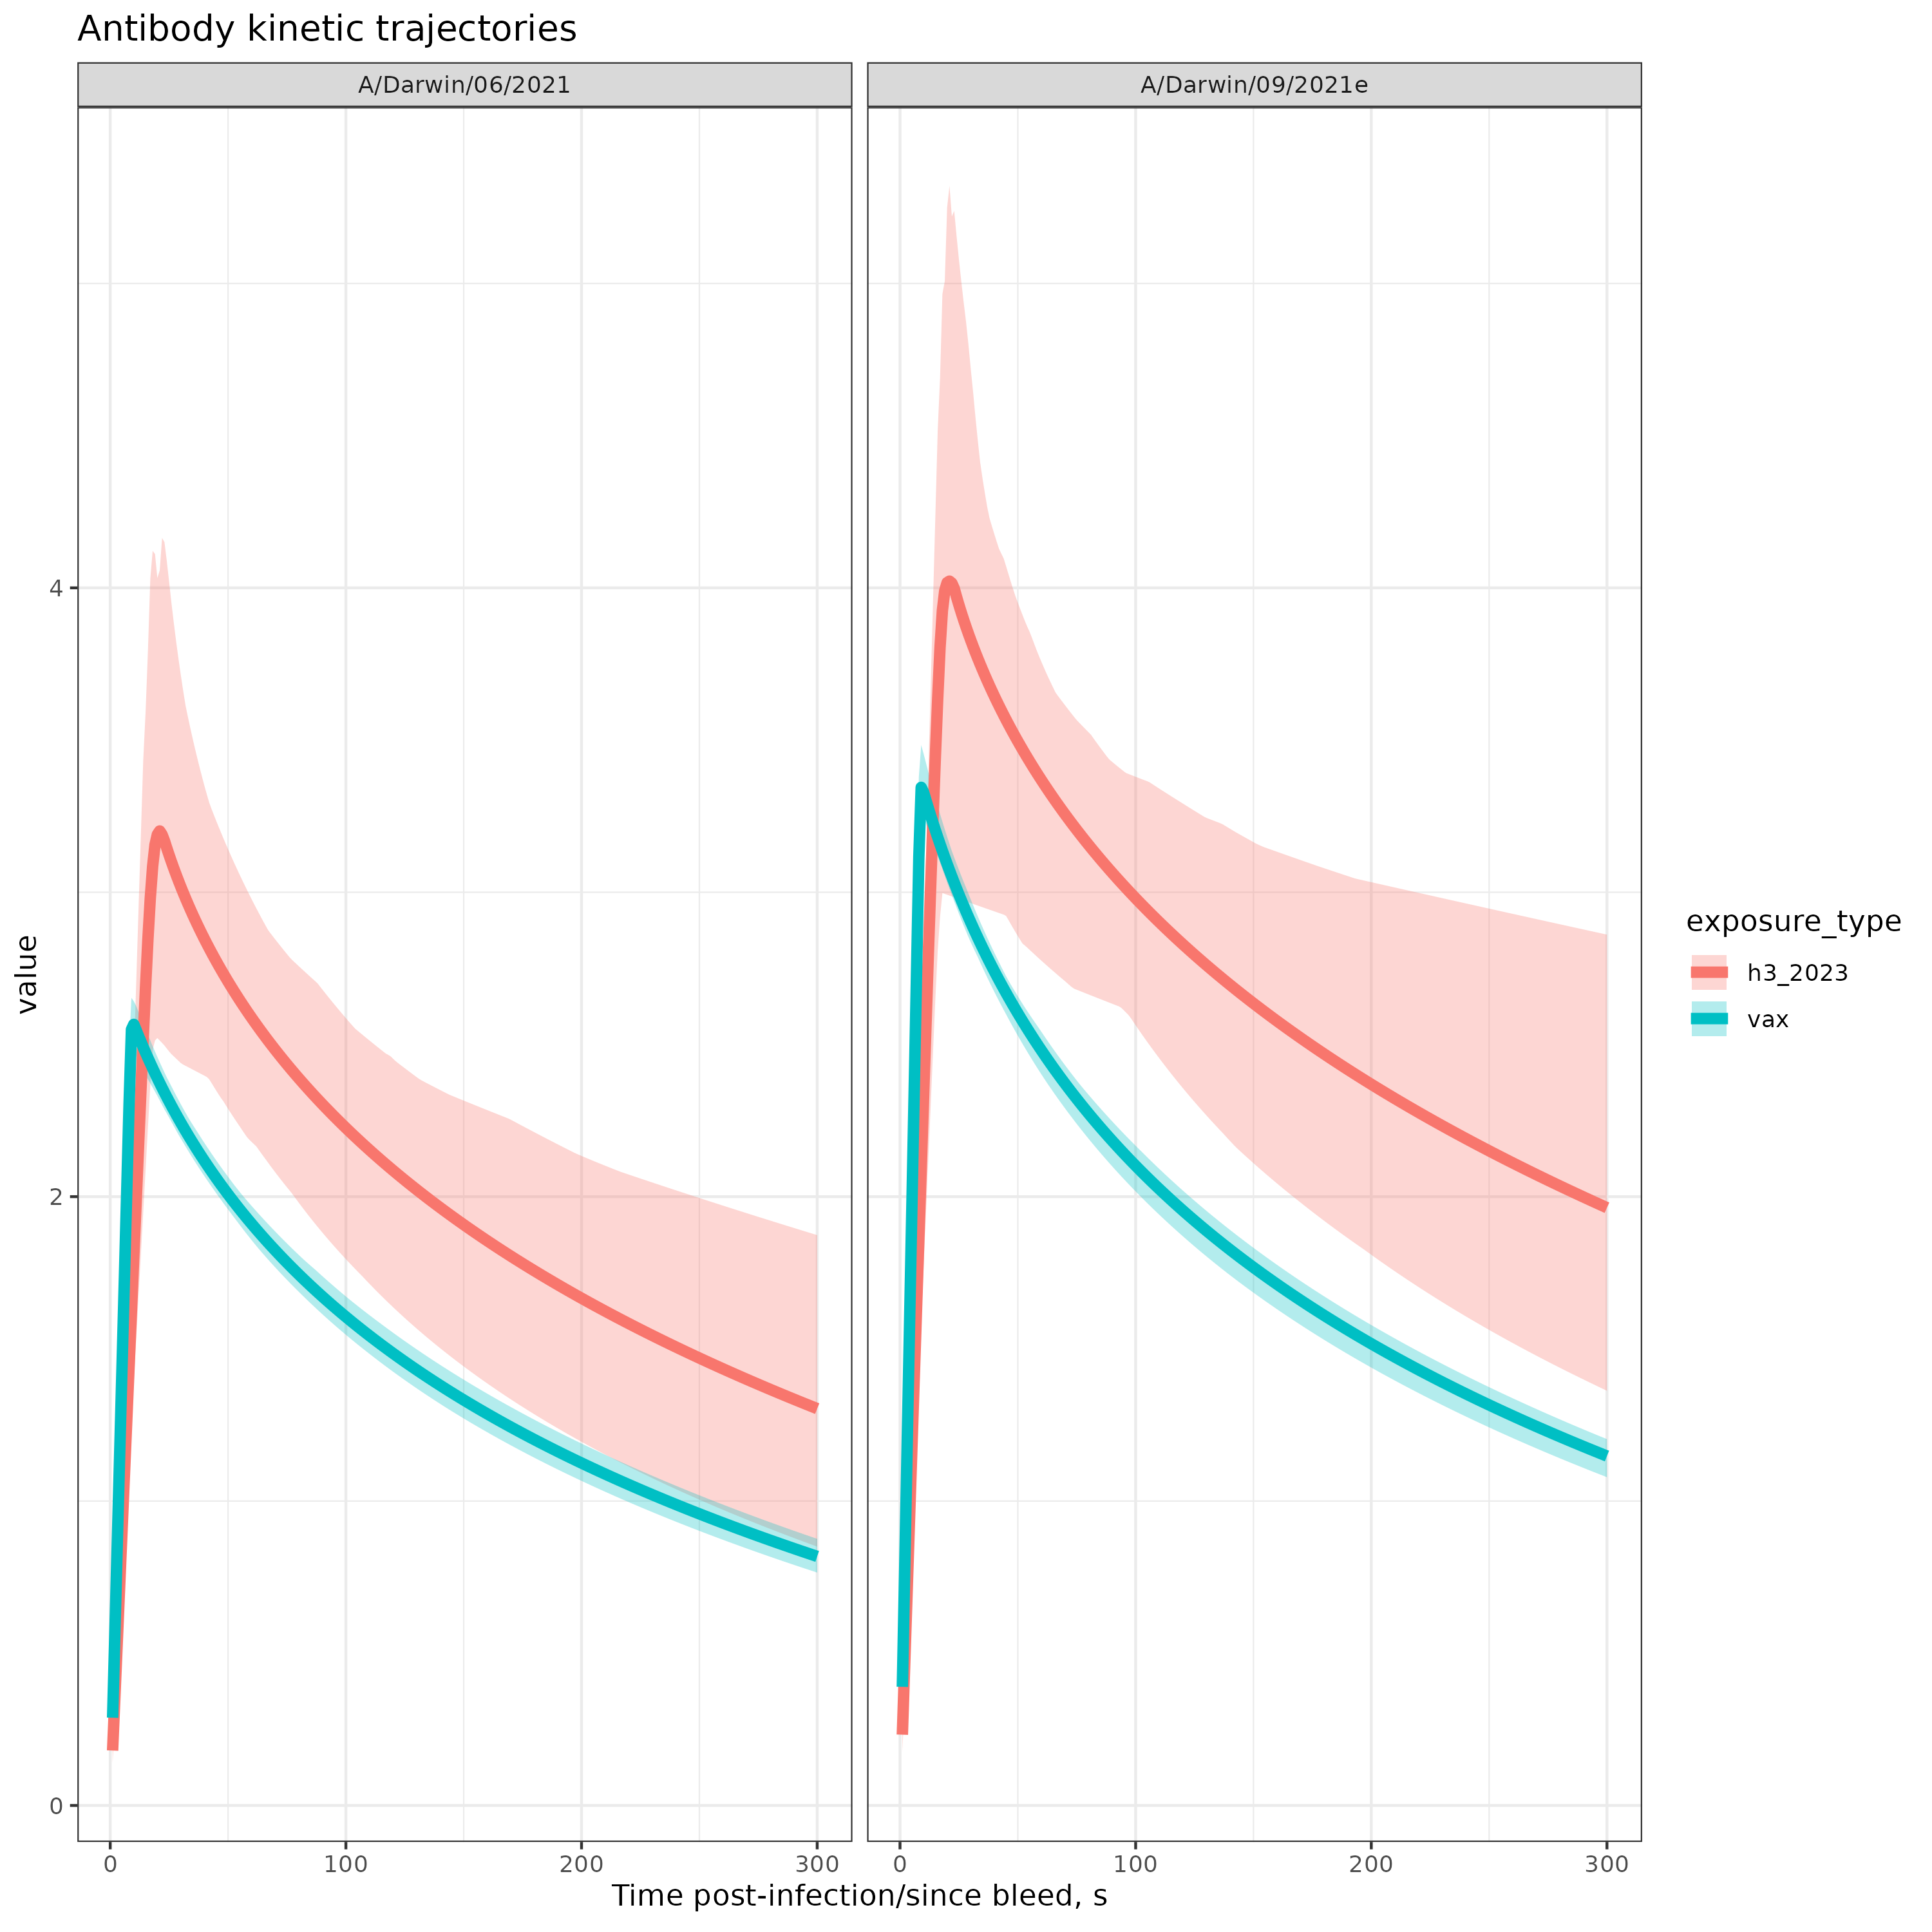 Antibody kinetic trajectories
A/Darwin/06/2021
A/Darwin/09/2021e
value
4
2
0
0
100
200
300
0
100
200
300
Time post-infection/since bleed, s
exposure_type
h3_2023
vax